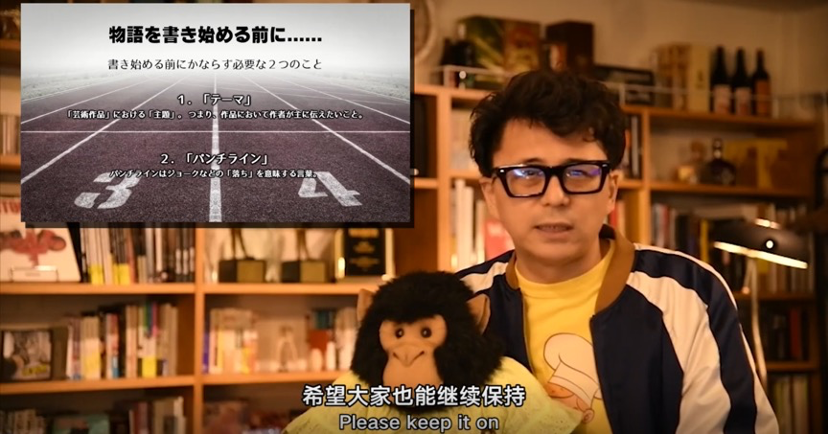 物語を書き始める前に……
書き始める前にかならず必要な２つのこと
１．「テーマ」
「芸術作品」における「主題」。つまり、作品において作者が主に伝えたいこと。
２．「パンチライン」
パンチラインはジョークなどの「落ち」を意味する言葉。
3 4
希望大家也能继续保持
Please keep it on